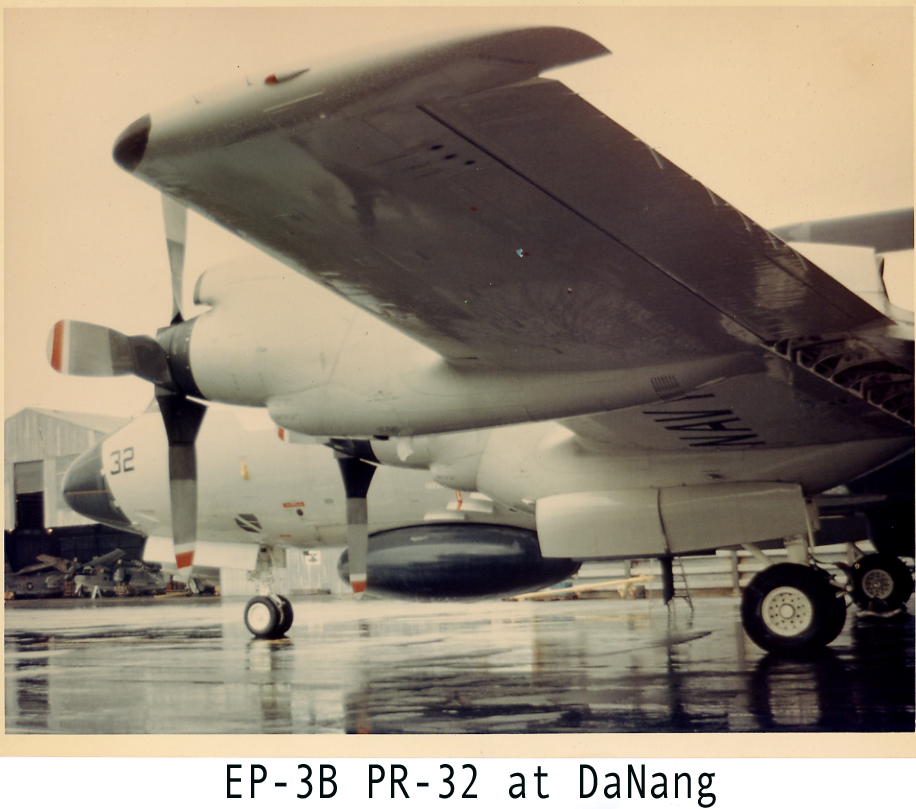 32
NAVY
EP-3B PR-32 at DaNang